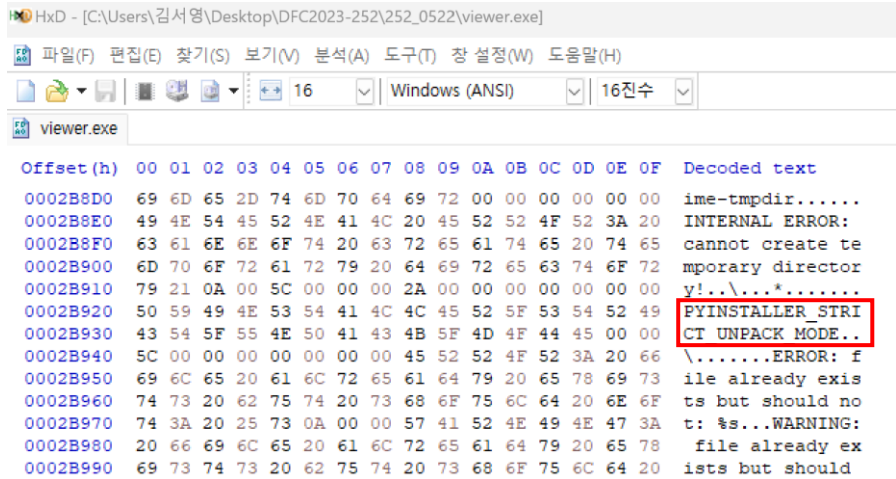 HxD - [C:\Users\김서영\Desktop\DFC2023-252\252_0522\viewer.exe]
파일(F) 편집(E) 찾기(S) 보기(V) 분석(A) 도구(T) 창 설정(W) 도움말(H)
16 Windows (ANSI) 16진수
viewer.exe
Offset(h) 00 01 02 03 04 05 06 07 08 09 0A 0B 0C 0D 0E 0F Decoded text
0002B8D0 69 6D 65 2D 74 6D 70 64 69 72 00 00 00 00 00 00 ime-tmpdir......
0002B8E0 49 4E 54 45 52 4E 41 4C 20 45 52 52 4F 52 3A 20 INTERNAL ERROR:
0002B8F0 63 61 6E 6E 6F 74 20 63 72 65 61 74 65 20 74 65 cannot create te
0002B900 6D 70 6F 72 61 72 79 20 64 69 72 65 63 74 6F 72 mporary director
0002B910 79 21 0A 00 5C 00 00 00 2A 00 00 00 00 00 00 00 y!..\...*.......
0002B920 50 59 49 4E 53 54 41 4C 4C 45 52 5F 53 54 52 49 PYINSTALLER_STRI
0002B930 43 54 5F 55 4E 50 41 43 4B 5F 4D 4F 44 45 00 00 CT_UNPACK_MODE..
0002B940 5C 00 00 00 00 00 00 00 45 52 52 4F 52 3A 20 66 \.......ERROR: f
0002B950 69 6C 65 20 61 6C 72 65 61 64 79 20 65 78 69 73 ile already exis
0002B960 74 73 20 62 75 74 20 73 68 6F 75 6C 64 20 6E 6F ts but should no
0002B970 74 3A 20 25 73 0A 00 00 57 41 52 4E 49 4E 47 3A t: %s...WARNING:
0002B980 20 66 69 6C 65 20 61 6C 72 65 61 64 79 20 65 78 file already ex
0002B990 69 73 74 73 20 62 75 74 20 73 68 6F 75 6C 64 20 ists but should